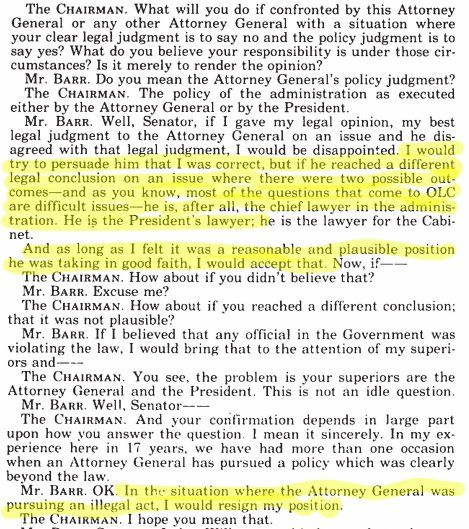 The CHAIRMAN. What will you do if confronted by this Attorney
General or any other Attorney General with a situation where
your clear legal judgment is to say no and the policy judgment is to
say yes? What do you believe your responsibility is under those cir-
cumstances? Is it merely to render the opinion?
Mr. BARR. Do you mean the Attorney General's policy judgment?
The CHAIRMAN. The policy of the administration as executed
either by the Attorney General or by the President.
Mr. BARR. Well, Senator, if I gave my legal opinion, my best
legal judgment to the Attorney General on an issue and he dis-
agreed with that legal judgment, I would be disappointed. I would
try to persuade him that I was correct, but if he reached a different
legal conclusion on an issue where there were two possible out-
comes—and as you know, most of the questions that come to OLC
are difficult issues—he is, after all, the chief lawyer in the adminis-
tration. He is the President's lawyer; he is the lawyer for the Cabi-
net.
And as long as I felt it was a reasonable and plausible position
he was taking in good faith, I would accept that. Now, if——
The CHAIRMAN. How about if you didn't believe that?
Mr. BARR. Excuse me?
The CHAIRMAN. How about if you reached a different conclusion;
that it was not plausible?
Mr. BARR. If I believed that any official in the Government was
violating the law, I would bring that to the attention of my superi-
ors and——
The CHAIRMAN. You see, the problem is your superiors are the
Attorney General and the President. This is not an idle question.
Mr. BARR. Well, Senator——
The CHAIRMAN. And your confirmation depends in large part
upon how you answer the question. I mean it sincerely. In my ex-
perience here in 17 years, we have had more than one occasion
when an Attorney General has pursued a policy which was clearly
beyond the law.
Mr. BARR. OK. In the situation where the Attorney General was
pursuing an illegal act, I would resign my position.
The CHAIRMAN. I hope you mean that.